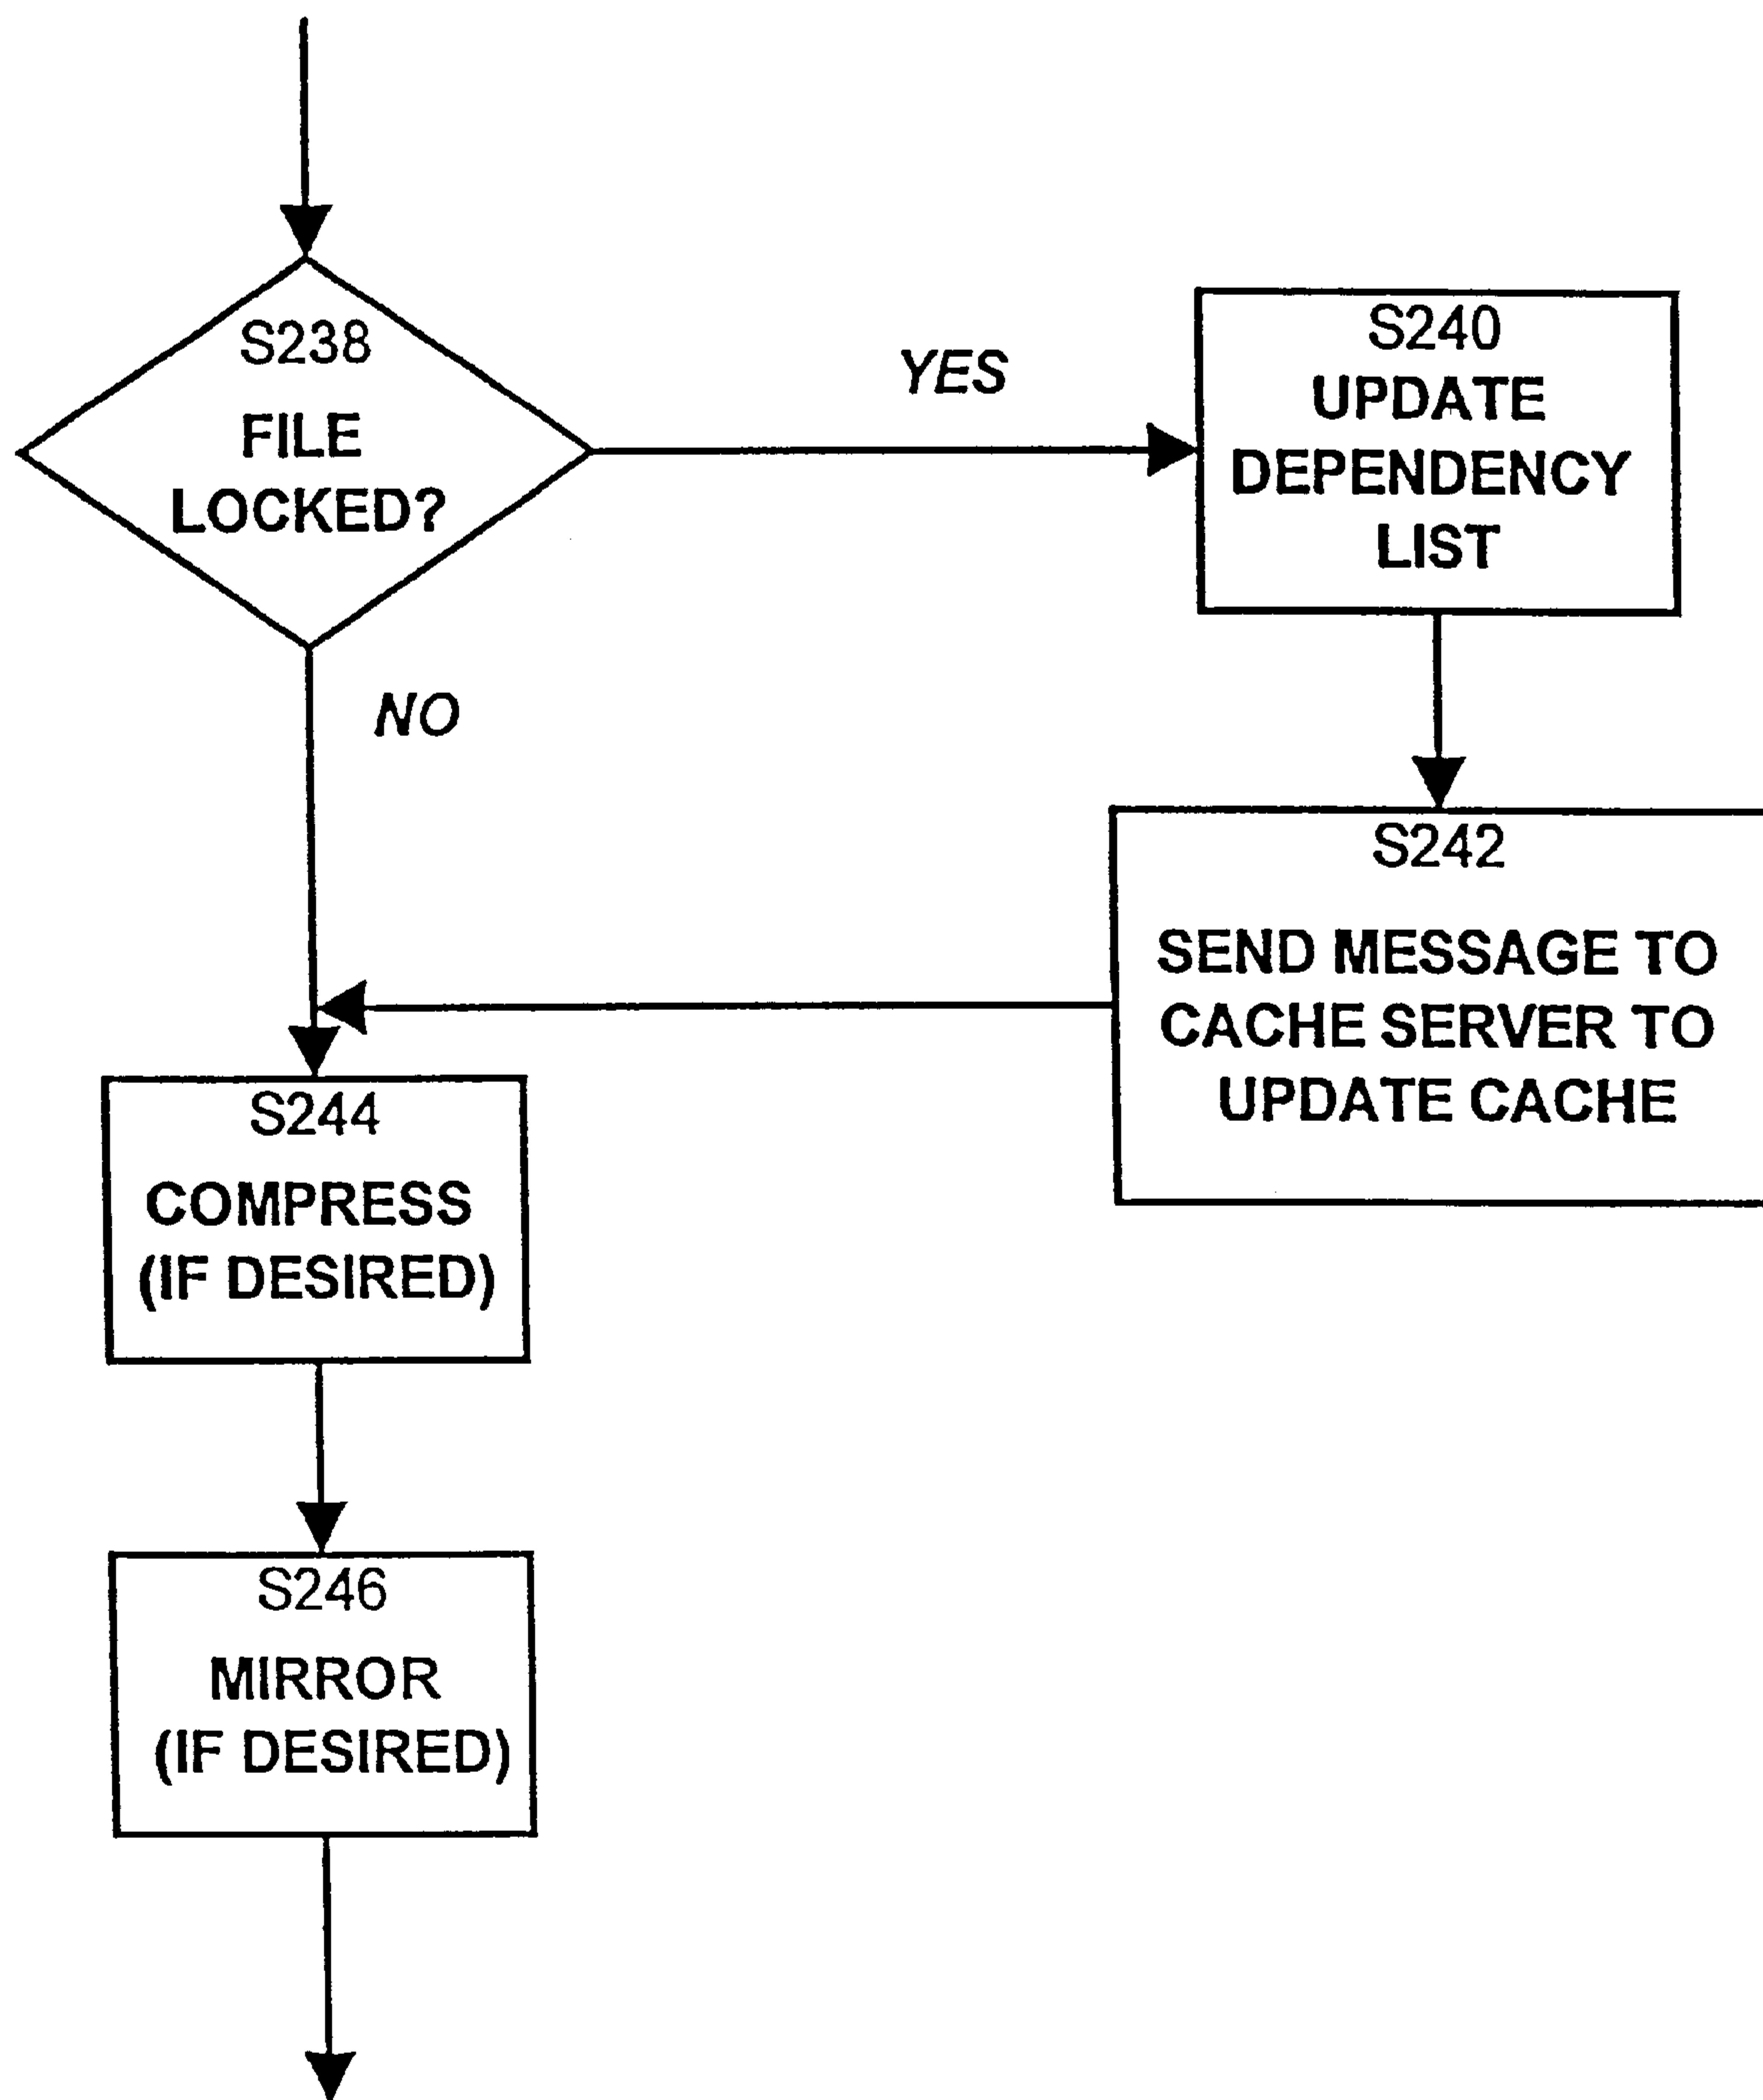 S238
FILE
LOCKED?
YES
S240
UPDATE
DEPENDENCY
LIST
NO
S242
SEND MESSAGE TO
CACHE SERVER TO
UPDATE CACHE
S244
COMPRESS
(IF DESIRED)
S246
MIRROR
(IF DESIRED)